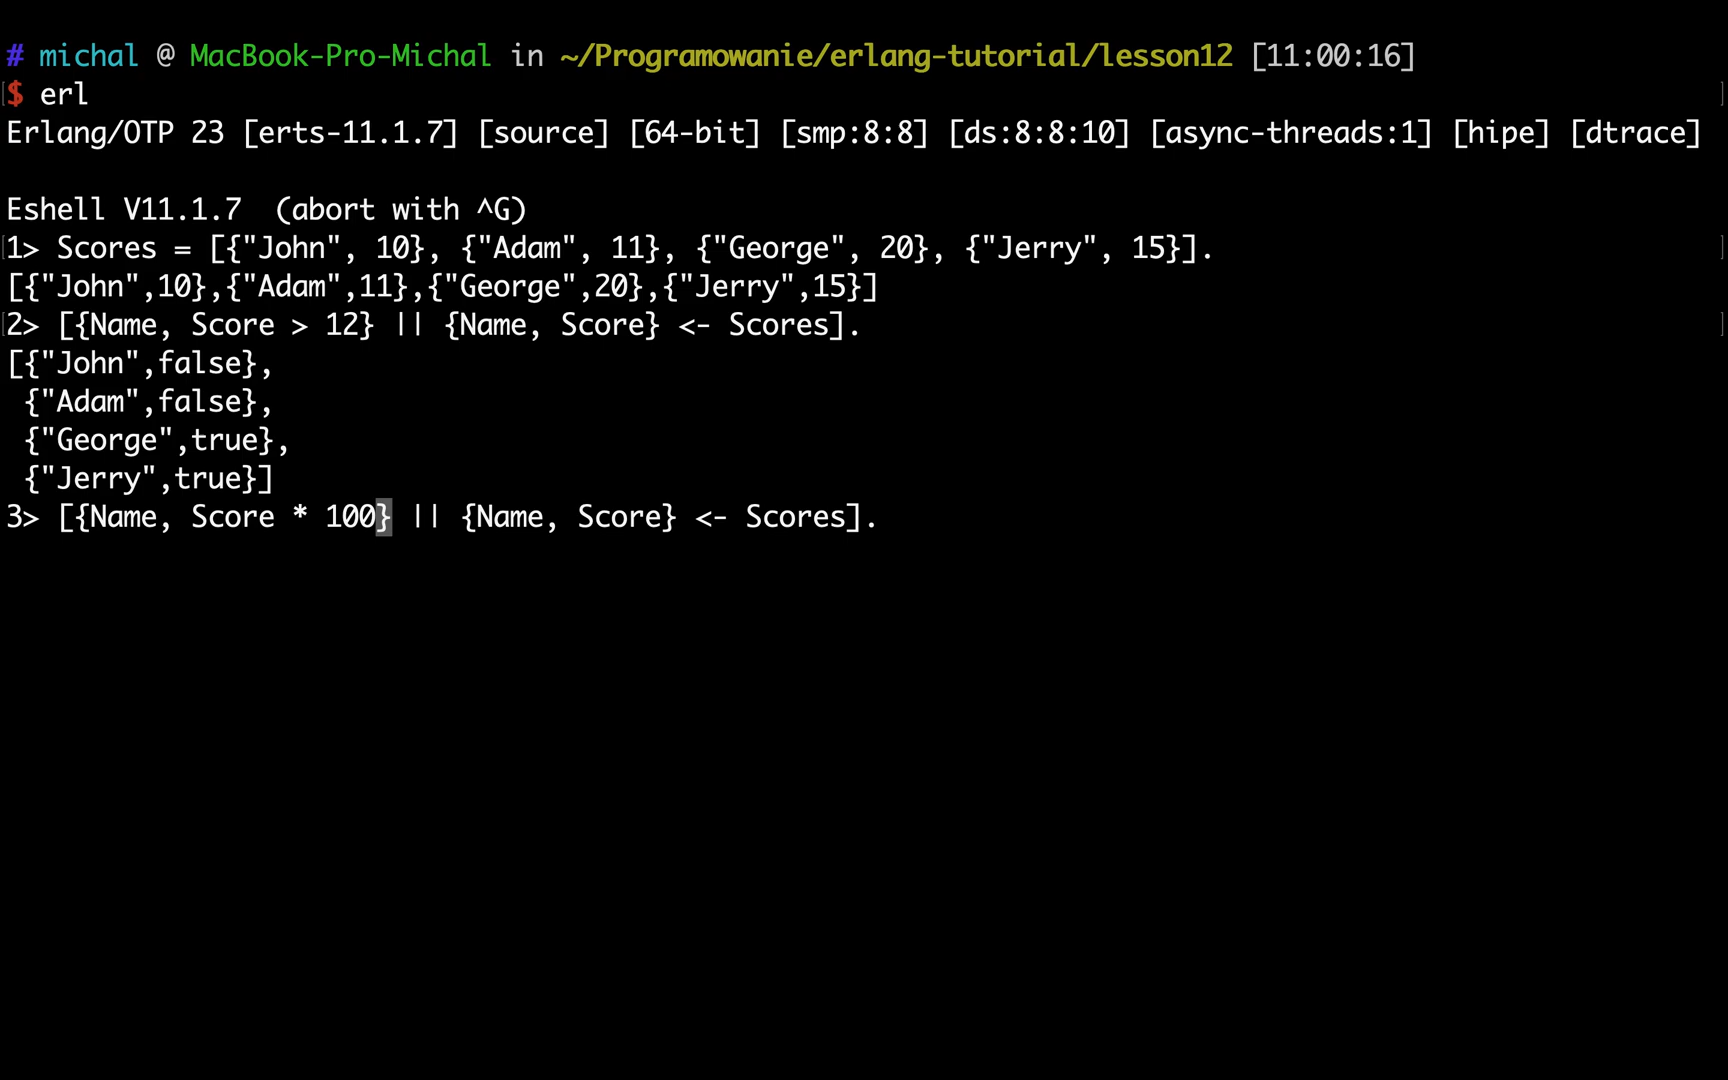 # michal @ MacBook-Pro-Michal in ~/Programowanie/erlang-tutorial/lesson12 [11:00:16]
$ erl
Erlang/OTP 23 [erts-11.1.7] [source] [64-bit] [smp:8:8] [ds:8:8:10] [async-threads:1] [hipe] [dtrace]
Eshell V11.1.7  (abort with ^G)
1> Scores = [{"John", 10}, {"Adam", 11}, {"George", 20}, {"Jerry", 15}].
[{"John",10},{"Adam",11},{"George",20},{"Jerry",15}]
2> [{Name, Score > 12} || {Name, Score} <- Scores].
[{"John",false},
 {"Adam",false},
 {"George",true},
 {"Jerry",true}]
3> [{Name, Score * 100} || {Name, Score} <- Scores].